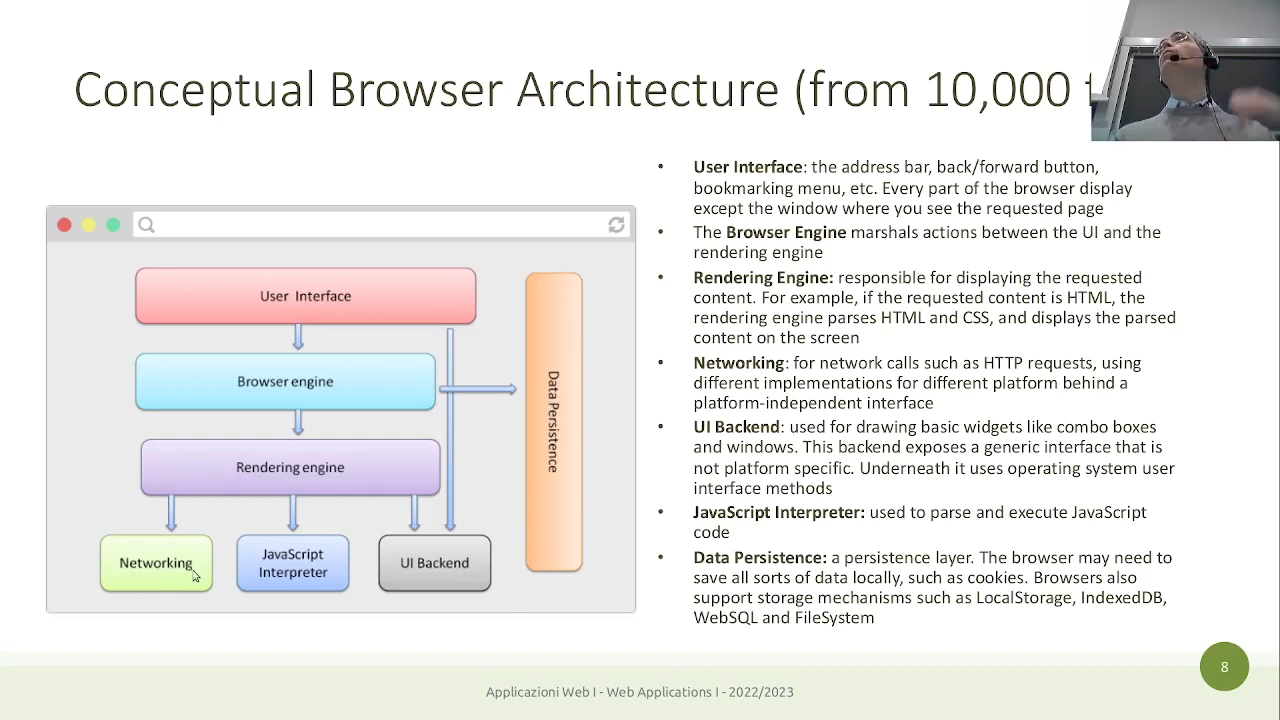 Conceptual Browser Architecture (from 10,000
User Interface
Browser engine
Rendering engine
Networking
JavaScript
Interpreter
UI Backend
Data Persistence
• User Interface: the address bar, back/forward button,
bookmarking menu, etc. Every part of the browser display
except the window where you see the requested page
• The Browser Engine marshals actions between the UI and the
rendering engine
• Rendering Engine: responsible for displaying the requested
content. For example, if the requested content is HTML, the
rendering engine parses HTML and CSS, and displays the parsed
content on the screen
• Networking: for network calls such as HTTP requests, using
different implementations for different platform behind a
platform-independent interface
• UI Backend: used for drawing basic widgets like combo boxes
and windows. This backend exposes a generic interface that is
not platform specific. Underneath it uses operating system user
interface methods
• JavaScript Interpreter: used to parse and execute JavaScript
code
• Data Persistence: a persistence layer. The browser may need to
save all sorts of data locally, such as cookies. Browsers also
support storage mechanisms such as LocalStorage, IndexedDB,
WebSQL and FileSystem
8
Applicazioni Web I - Web Applications I - 2022/2023